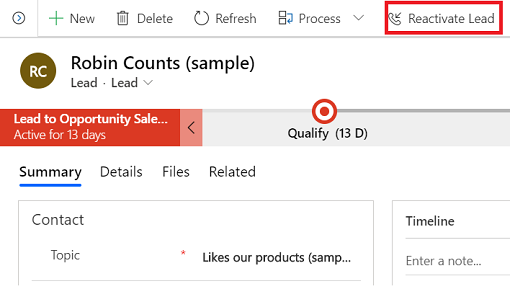 New Delete Refresh Process Reactivate Lead
RC
Robin Counts (sample)
Lead · Lead
Lead to Opportunity Sale...
Active for 13 days
Qualify (13 D)
Summary Details Files Related
Contact
Timeline
Topic * Likes our products (samp...
Enter a note...